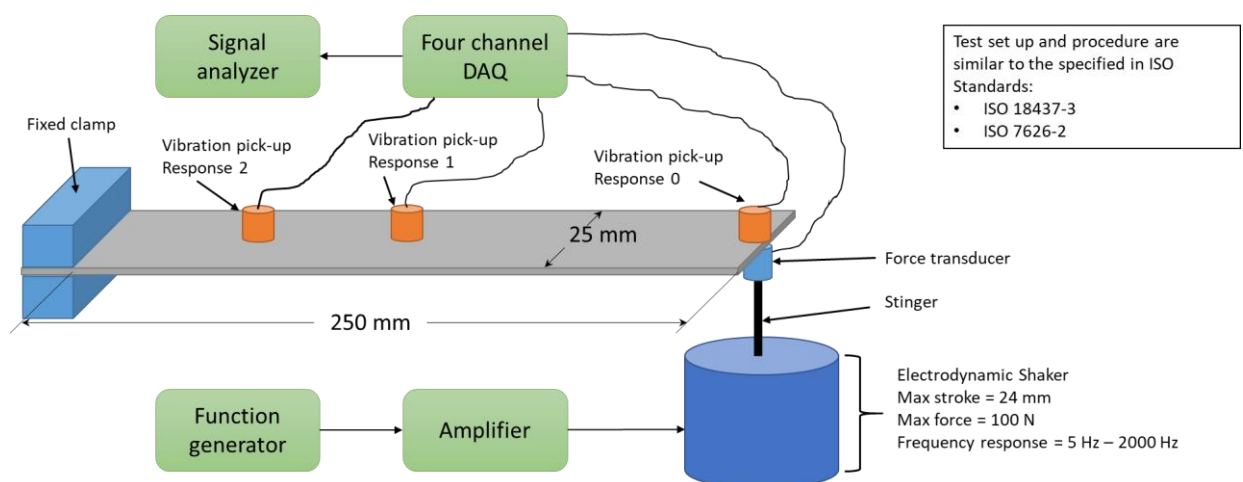 Signal
analyzer
Four channel
DAQ
Test set up and procedure are
similar to the specified in ISO
Standards:
• ISO 18437-3
• ISO 7626-2
Fixed clamp
Vibration pick-up
Response 2
Vibration pick-up
Response 1
Vibration pick-up
Response 0
25 mm
Force transducer
Stinger
250 mm
Function
generator
Amplifier
Electrodynamic Shaker
Max stroke = 24 mm
Max force = 100 N
Frequency response = 5 Hz – 2000 Hz